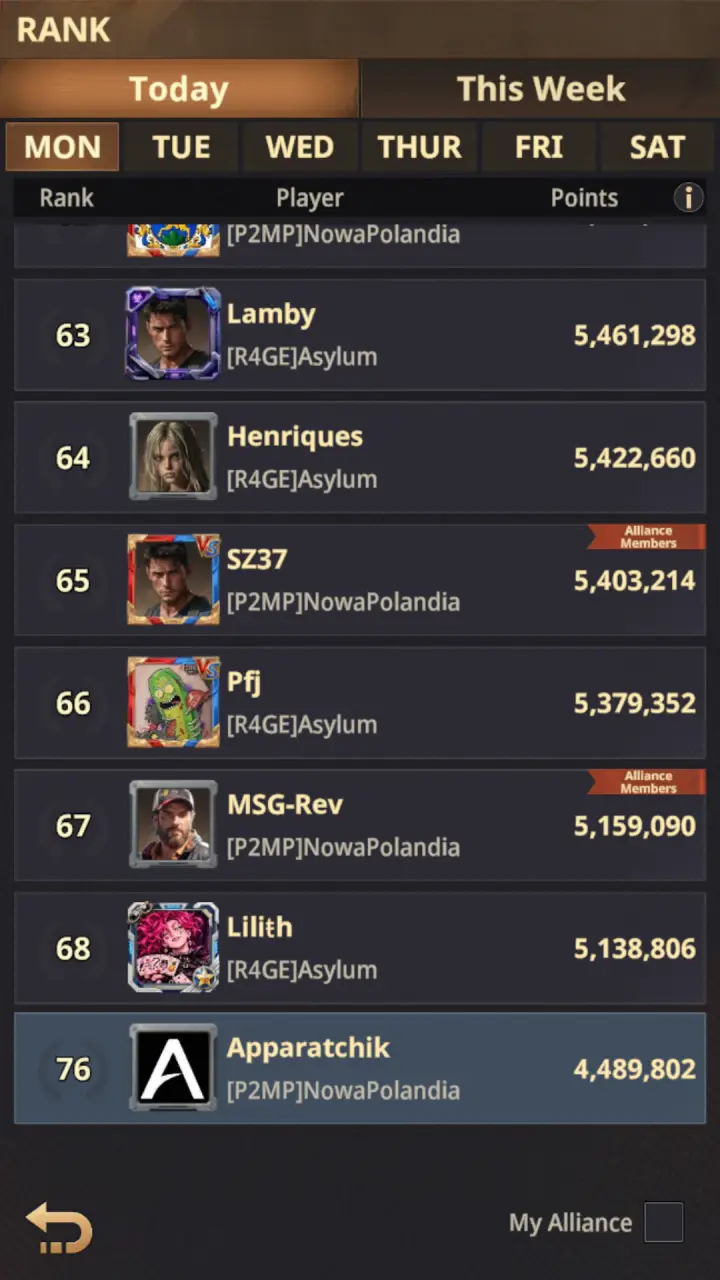 RANK
Today
This Week
MON TUE WED THUR FRI SAT
Rank Player Points i
[P2MP]NowaPolandia
63
Lamby
[R4GE]Asylum
5,461,298
64
Henriques
[R4GE]Asylum
5,422,660
65
VS
SZ37
[P2MP]NowaPolandia
Alliance
Members
5,403,214
66
VS
Pfj
[R4GE]Asylum
5,379,352
67
MSG-Rev
[P2MP]NowaPolandia
Alliance
Members
5,159,090
68
Liliŧh
[R4GE]Asylum
5,138,806
76
A
Apparatchik
[P2MP]NowaPolandia
4,489,802
My Alliance